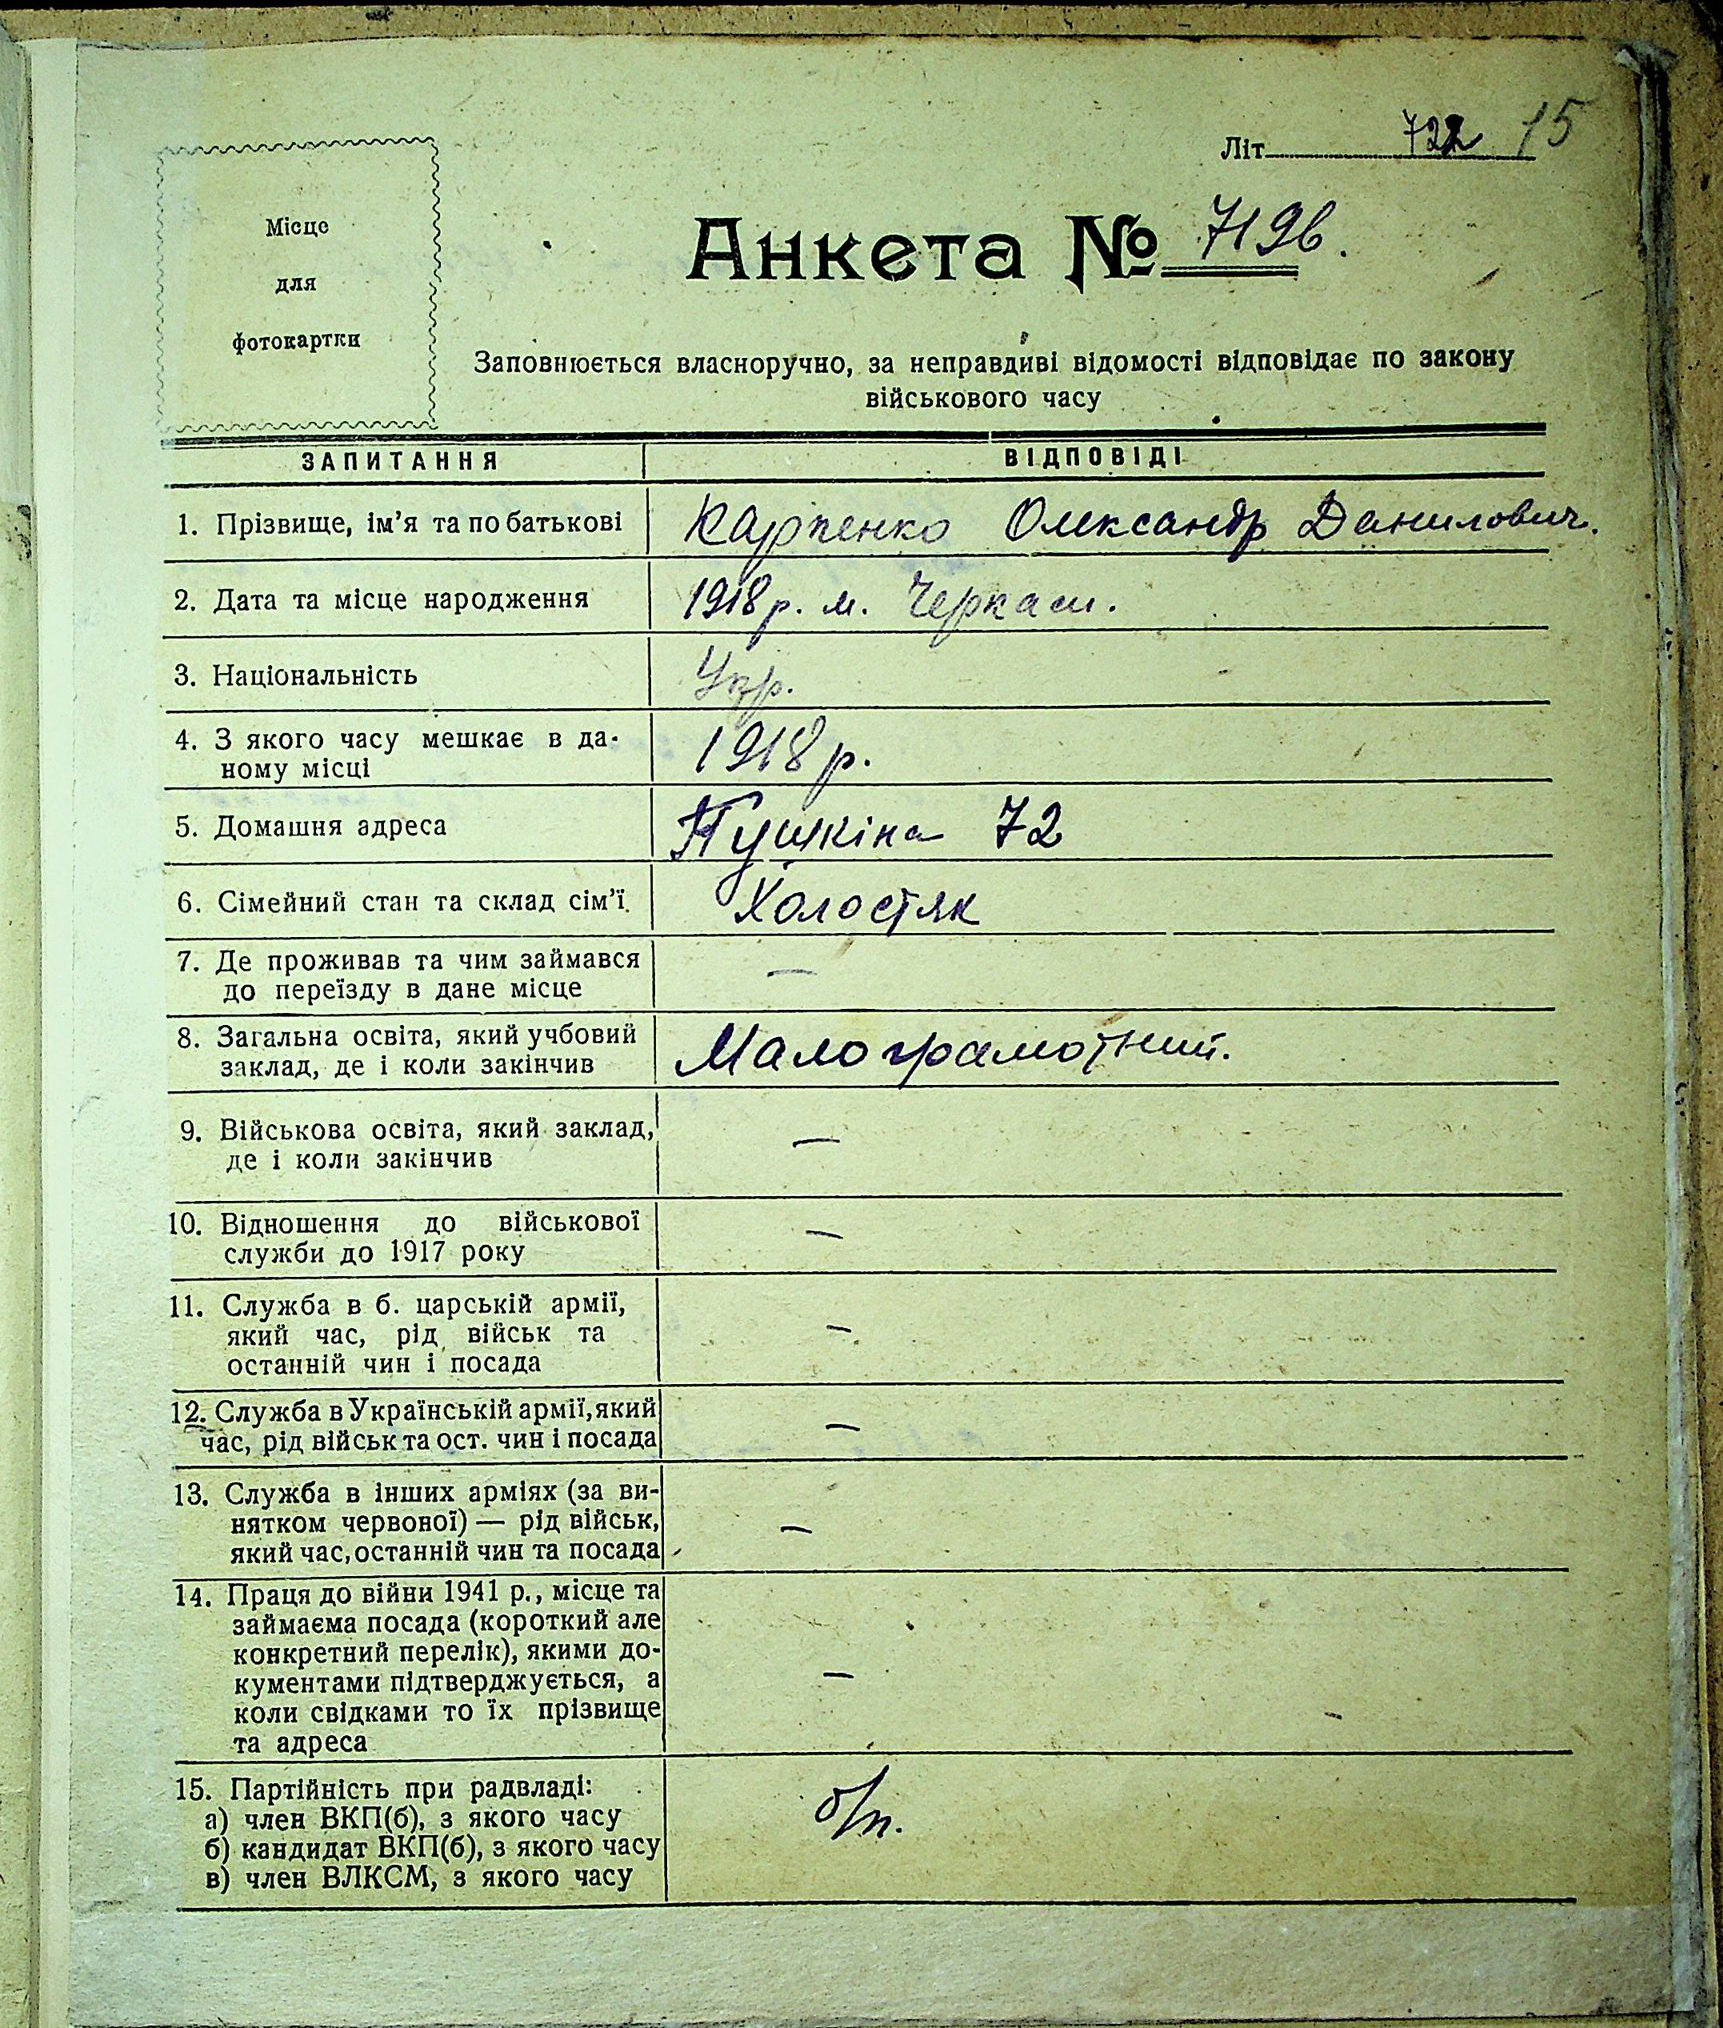 15
Літ 722
Місце
для
фотокартки
Анкета № 7196.
Заповнюється власноручно, за неправдиві відомості відповідає по закону
військового часу
ЗАПИТАННЯ ВІДПОВІДІ
1. Прізвище, ім'я та по батькові Карпенко Олександр Данилович.
2. Дата та місце народження 1918 р. м. Черкаси.
3. Національність Укр.
4. З якого часу мешкає в да-
ному місці 1918 р.
5. Домашня адреса Пушкіна 72
6. Сімейний стан та склад сім'ї. Холостяк
7. Де проживав та чим займався —
до переїзду в дане місце
8. Загальна освіта, який учбовий
заклад, де і коли закінчив Малограмотний.
9. Військова освіта, який заклад, —
де і коли закінчив
10. Відношення до військової —
служби до 1917 року
11. Служба в б. царській армії,
який час, рід військ та —
останній чин і посада
12. Служба в Українській армії, який —
час, рід військ та ост. чин і посада
13. Служба в інших арміях (за ви-
нятком червоної) — рід військ, —
який час, останній чин та посада
14. Праця до війни 1941 р., місце та
займаєма посада (короткий але
конкретний перелік), якими до-
кументами підтверджується, а —
коли свідками то їх прізвище
та адреса
15. Партійність при радвладі:
а) член ВКП(б), з якого часу б/п.
б) кандидат ВКП(б), з якого часу
в) член ВЛКСМ, з якого часу